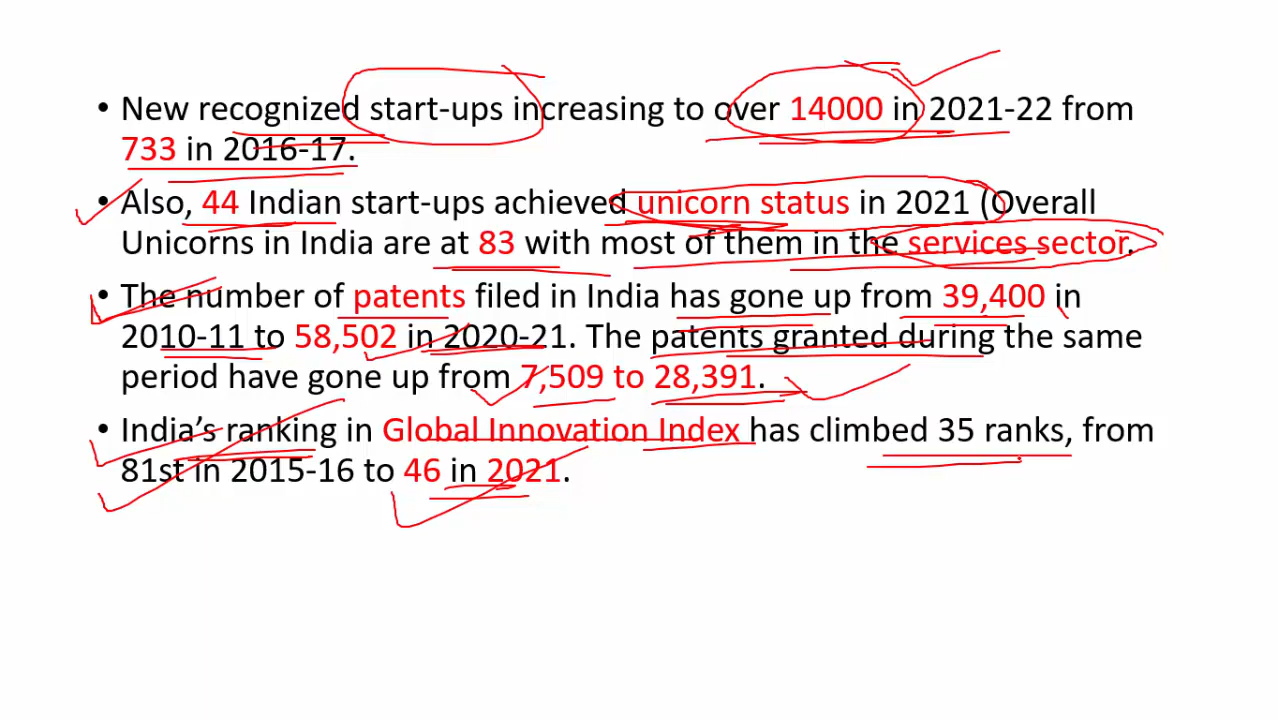 • New recognized start-ups increasing to over 14000 in 2021-22 from
733 in 2016-17.
• Also, 44 Indian start-ups achieved unicorn status in 2021 (Overall
Unicorns in India are at 83 with most of them in the services sector.
• The number of patents filed in India has gone up from 39,400 in
2010-11 to 58,502 in 2020-21. The patents granted during the same
period have gone up from 7,509 to 28,391.
• India’s ranking in Global Innovation Index has climbed 35 ranks, from
81st in 2015-16 to 46 in 2021.